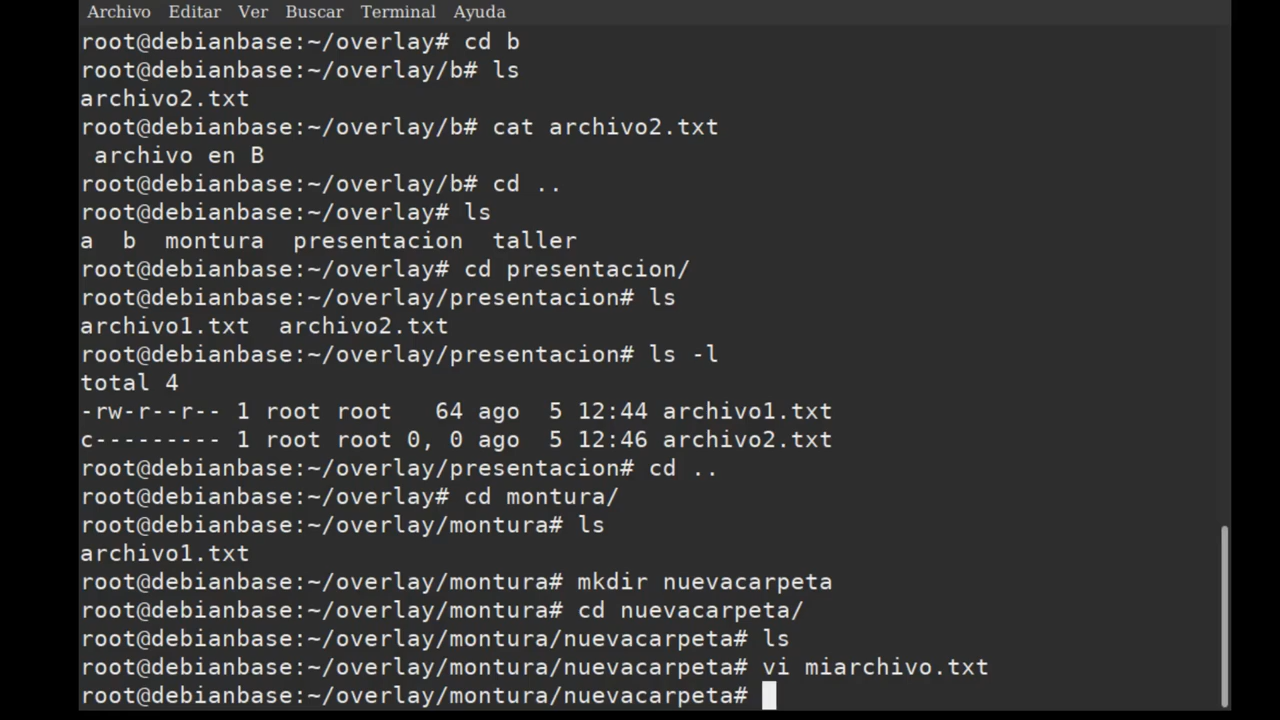 Archivo Editar Ver Buscar Terminal Ayuda
root@debianbase:~/overlay# cd b
root@debianbase:~/overlay/b# ls
archivo2.txt
root@debianbase:~/overlay/b# cat archivo2.txt
 archivo en B
root@debianbase:~/overlay/b# cd ..
root@debianbase:~/overlay# ls
a  b  montura  presentacion  taller
root@debianbase:~/overlay# cd presentacion/
root@debianbase:~/overlay/presentacion# ls
archivo1.txt  archivo2.txt
root@debianbase:~/overlay/presentacion# ls -l
total 4
-rw-r--r-- 1 root root   64 ago  5 12:44 archivo1.txt
c--------- 1 root root 0, 0 ago  5 12:46 archivo2.txt
root@debianbase:~/overlay/presentacion# cd ..
root@debianbase:~/overlay# cd montura/
root@debianbase:~/overlay/montura# ls
archivo1.txt
root@debianbase:~/overlay/montura# mkdir nuevacarpeta
root@debianbase:~/overlay/montura# cd nuevacarpeta/
root@debianbase:~/overlay/montura/nuevacarpeta# ls
root@debianbase:~/overlay/montura/nuevacarpeta# vi miarchivo.txt
root@debianbase:~/overlay/montura/nuevacarpeta#